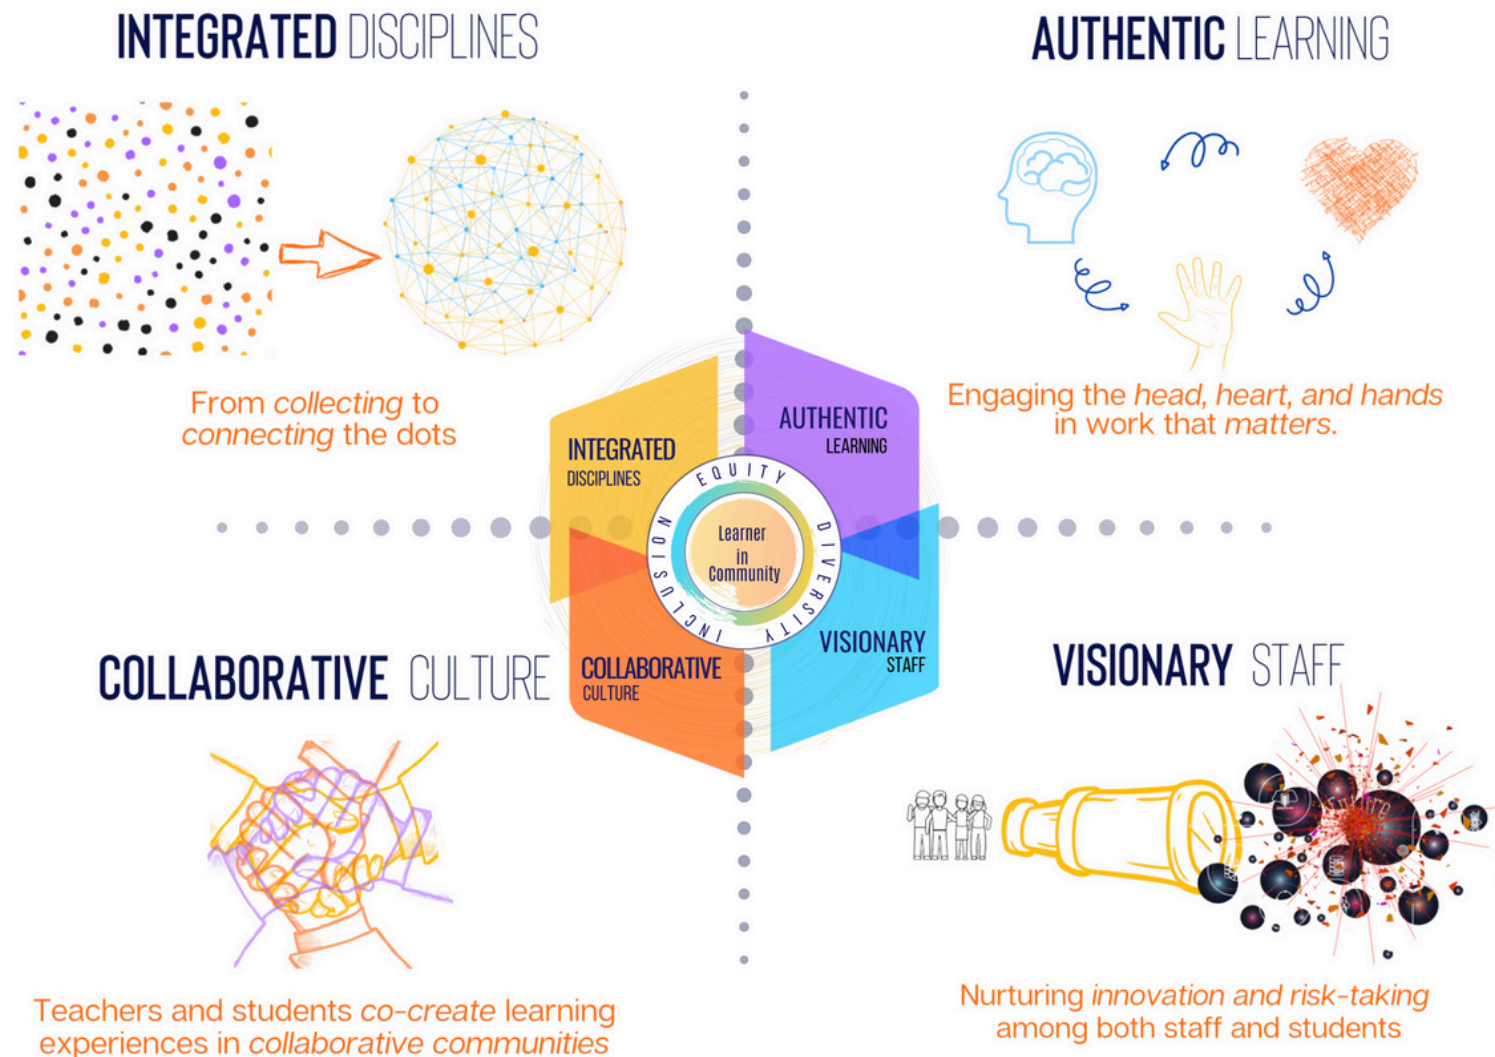 INTEGRATED DISCIPLINES
AUTHENTIC LEARNING
From collecting to
connecting the dots
Engaging the head, heart, and hands
in work that matters.
INTEGRATED
DISCIPLINES
AUTHENTIC
LEARNING
EQUITY
DIVERSITY
INCLUSION
Learner
in
Community
COLLABORATIVE
CULTURE
VISIONARY
STAFF
COLLABORATIVE CULTURE
VISIONARY STAFF
Future
Teachers and students co-create learning
experiences in collaborative communities
Nurturing innovation and risk-taking
among both staff and students